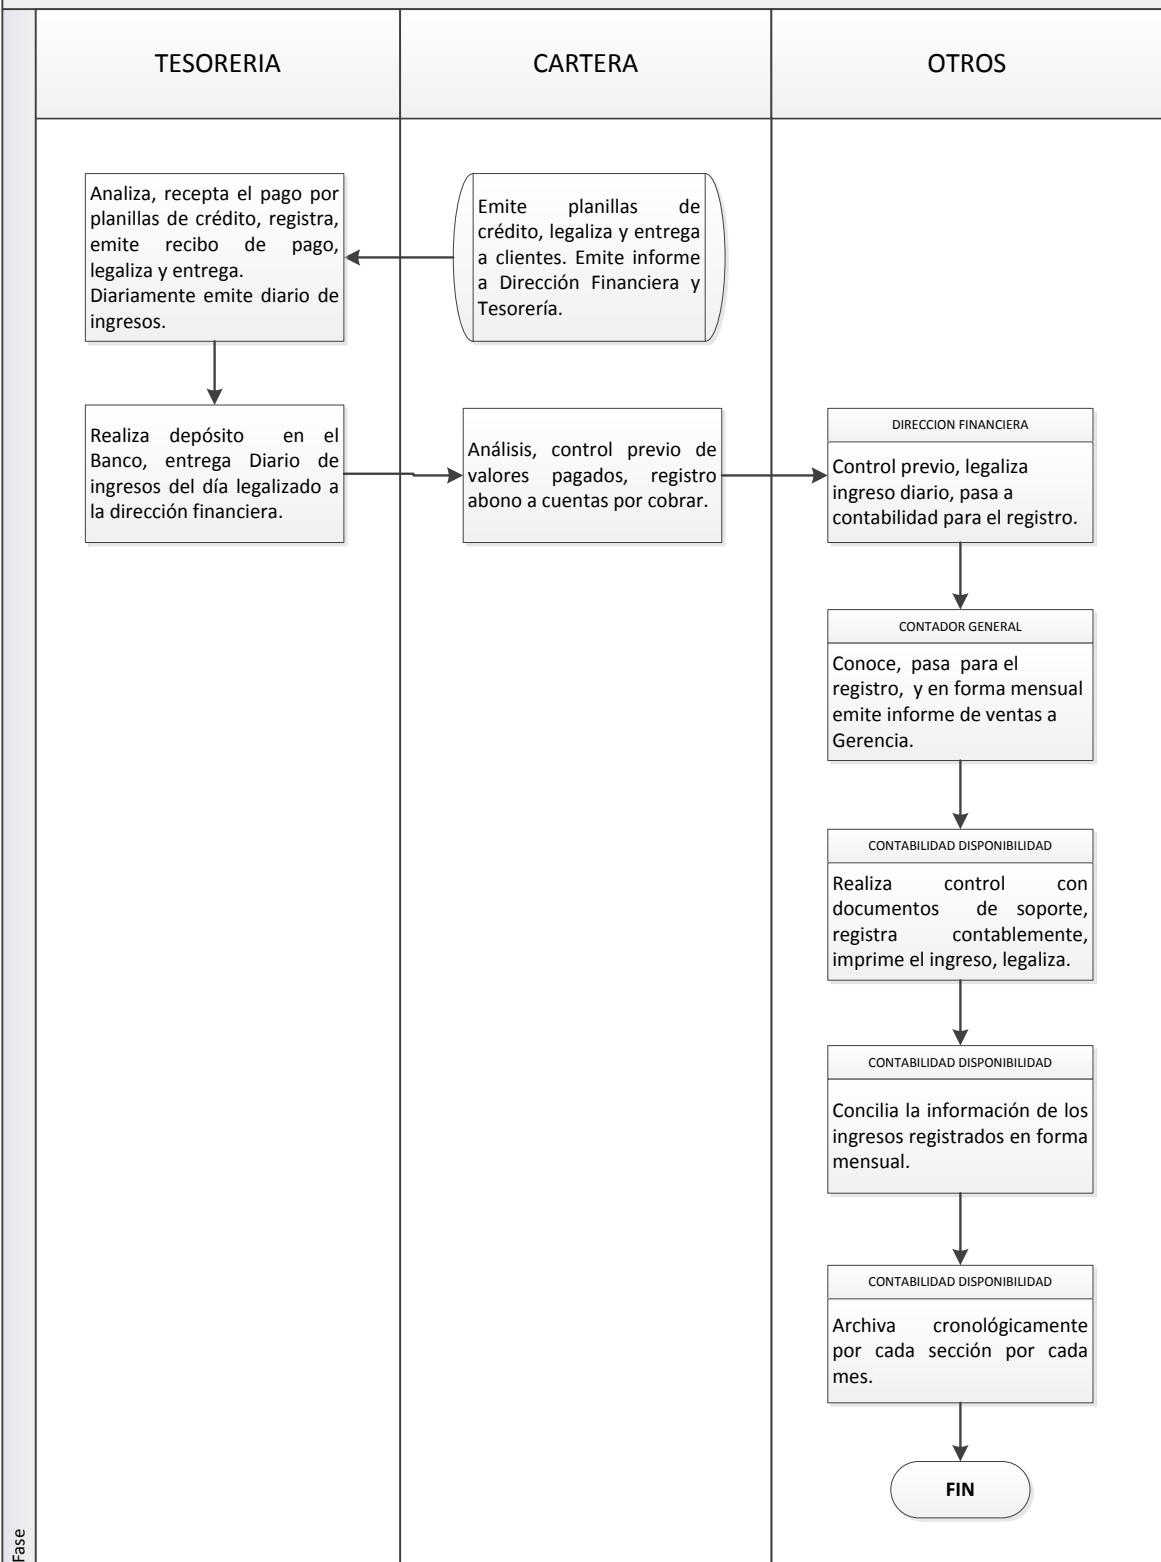 TESORERIA
CARTERA
OTROS
Analiza, recepta el pago por
planillas de crédito, registra,
emite recibo de pago,
legaliza y entrega.
Diariamente emite diario de
ingresos.
Emite planillas de
crédito, legaliza y entrega
a clientes. Emite informe
a Dirección Financiera y
Tesorería.
Realiza depósito en el
Banco, entrega Diario de
ingresos del día legalizado a
la dirección financiera.
Análisis, control previo de
valores pagados, registro
abono a cuentas por cobrar.
DIRECCION FINANCIERA
Control previo, legaliza
ingreso diario, pasa a
contabilidad para el registro.
CONTADOR GENERAL
Conoce, pasa para el
registro, y en forma mensual
emite informe de ventas a
Gerencia.
CONTABILIDAD DISPONIBILIDAD
Realiza control con
documentos de soporte,
registra contablemente,
imprime el ingreso, legaliza.
CONTABILIDAD DISPONIBILIDAD
Concilia la información de los
ingresos registrados en forma
mensual.
CONTABILIDAD DISPONIBILIDAD
Archiva cronológicamente
por cada sección por cada
mes.
FIN
Fase